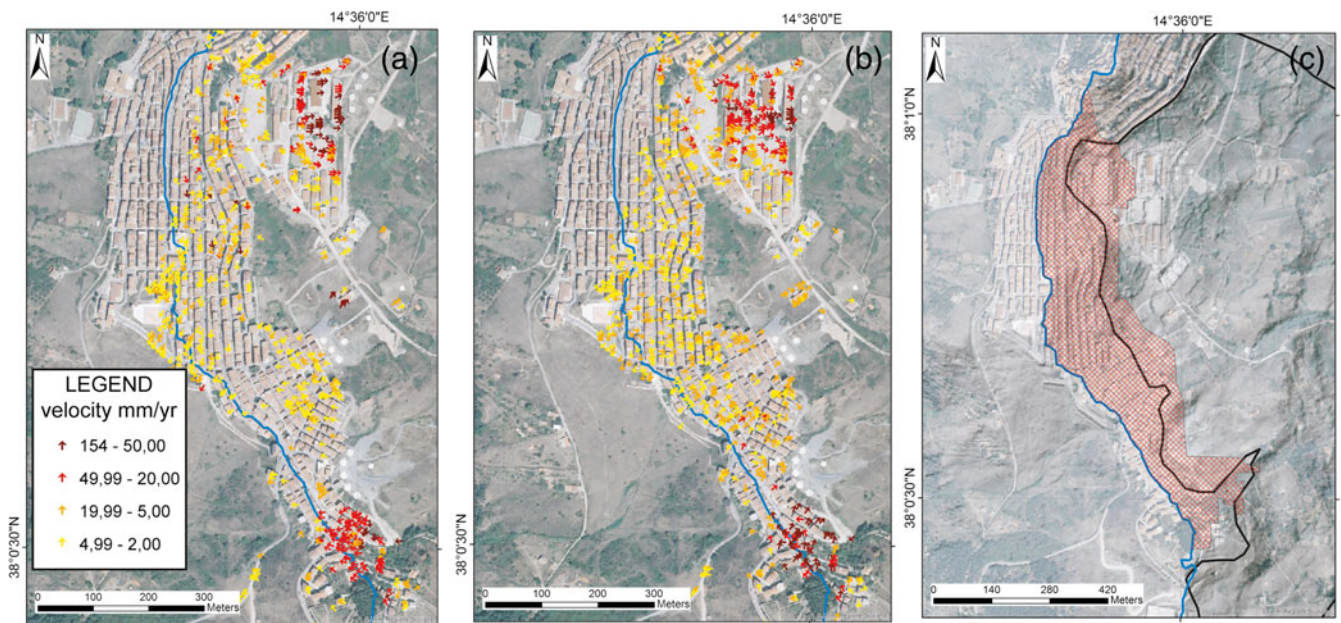 14°36'0"E
14°36'0"E
14°36'0"E
N
(a)
N
(b)
N
(c)
38°1'0"N
LEGEND
velocity mm/yr
154 - 50,00
49,99 - 20,00
19,99 - 5,00
4,99 - 2,00
38°0'30"N
38°0'30"N
38°0'30"N
0 100 200 300
Meters
0 100 200 300
Meters
0 140 280 420
Meters